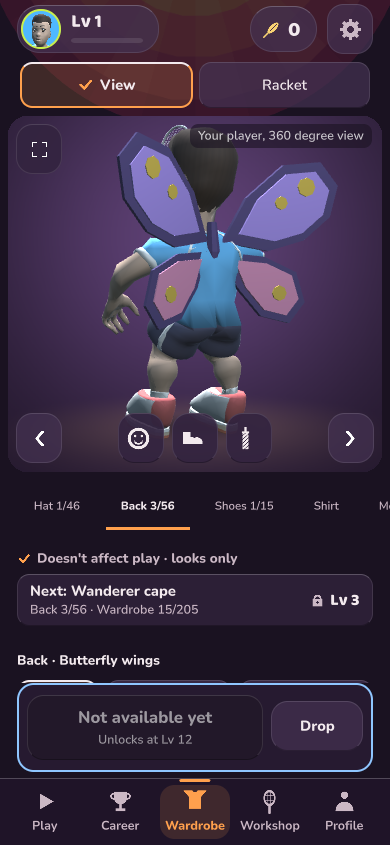 Lv 1
0
View
Racket
Your player, 360 degree view
Hat 1/46
Back 3/56
Shoes 1/15
Shirt
Doesn't affect play · looks only
Next: Wanderer cape
Back 3/56 · Wardrobe 15/205
Lv 3
Back · Butterfly wings
Not available yet
Unlocks at Lv 12
Drop
Play
Career
Wardrobe
Workshop
Profile